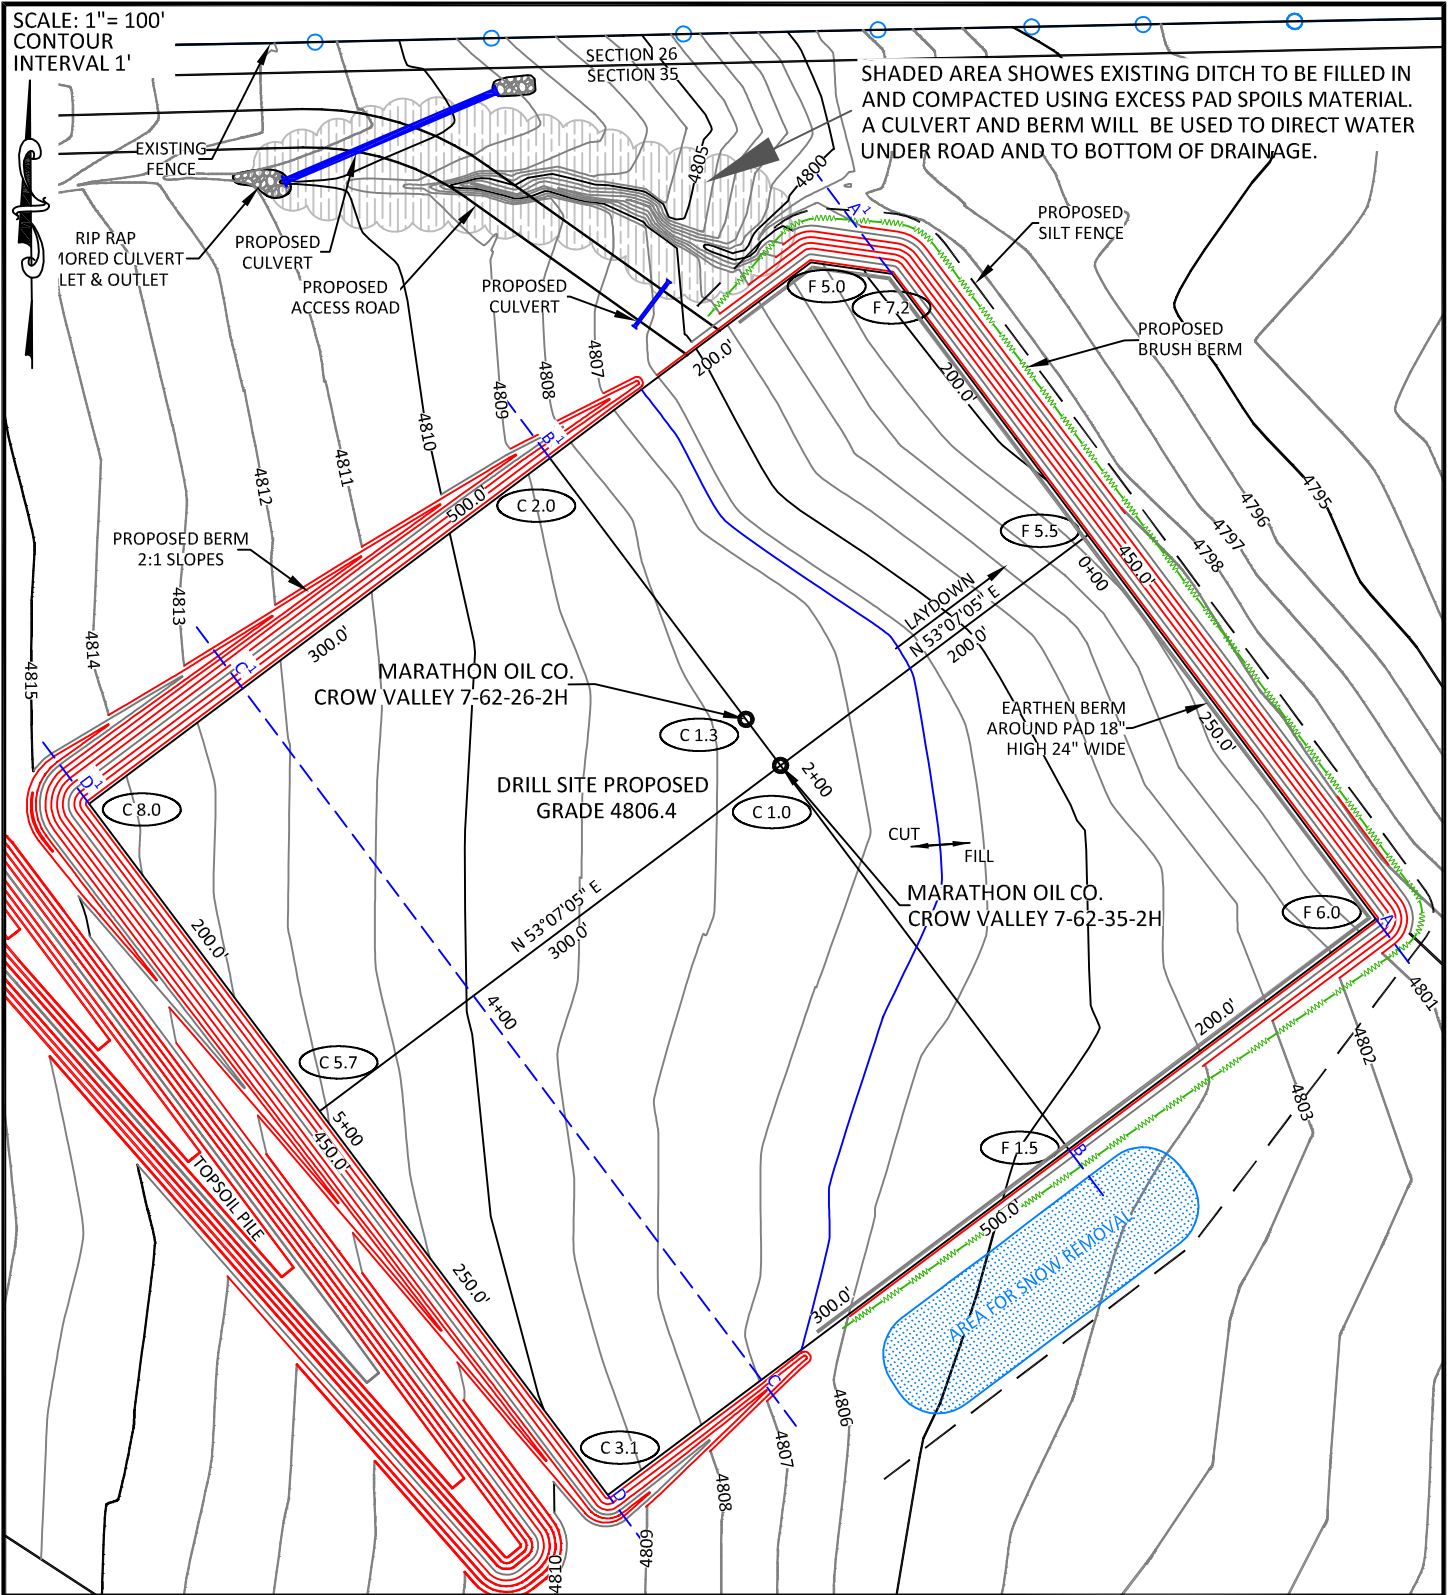 SCALE: 1"= 100'
CONTOUR
INTERVAL 1'
SECTION 26
SECTION 35
SHADED AREA SHOWES EXISTING DITCH TO BE FILLED IN
AND COMPACTED USING EXCESS PAD SPOILS MATERIAL.
A CULVERT AND BERM WILL BE USED TO DIRECT WATER
UNDER ROAD AND TO BOTTOM OF DRAINAGE.
EXISTING
FENCE
4805
4800
A1
PROPOSED
SILT FENCE
RIP RAP
MORED CULVERT
LET & OUTLET
PROPOSED
CULVERT
PROPOSED
ACCESS ROAD
PROPOSED
CULVERT
F 5.0
F 7.2
PROPOSED
BRUSH BERM
200.0'
200.0'
4807
4808
4809
4810
4811
4812
B1
C 2.0
500.0'
4795
4796
4797
4798
F 5.5
450.0'
0+00
PROPOSED BERM
2:1 SLOPES
4813
4814
4815
300.0'
C1
LAYDOWN
N 53°07'05" E
200.0'
MARATHON OIL CO.
CROW VALLEY 7-62-26-2H
C 1.3
EARTHEN BERM
AROUND PAD 18"
HIGH 24" WIDE
250.0'
D1
C 8.0
DRILL SITE PROPOSED
GRADE 4806.4
2+00
C 1.0
CUT
FILL
MARATHON OIL CO.
CROW VALLEY 7-62-35-2H
F 6.0
A
N 53°07'05" E
300.0'
200.0'
4+00
4801
4802
4803
200.0'
C 5.7
5+00
450.0'
TOPSOIL PILE
F 1.5
B
500.0'
AREA FOR SNOW REMOVAL
250.0'
300.0'
C
4806
4807
4808
4809
4810
C 3.1
D